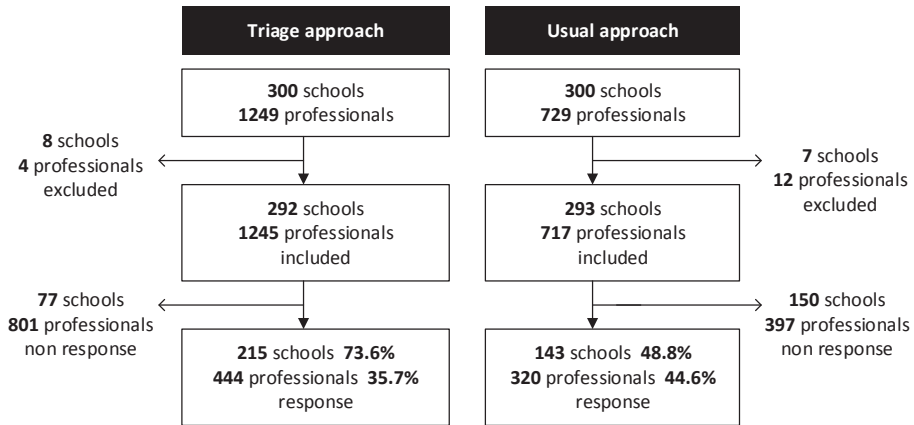 Triage approach
Usual approach
300 schools
1249 professionals
300 schools
729 professionals
8 schools
4 professionals
excluded
7 schools
12 professionals
excluded
292 schools
1245 professionals
included
293 schools
717 professionals
included
77 schools
801 professionals
non response
150 schools
397 professionals
non response
215 schools 73.6%
444 professionals 35.7%
response
143 schools 48.8%
320 professionals 44.6%
response